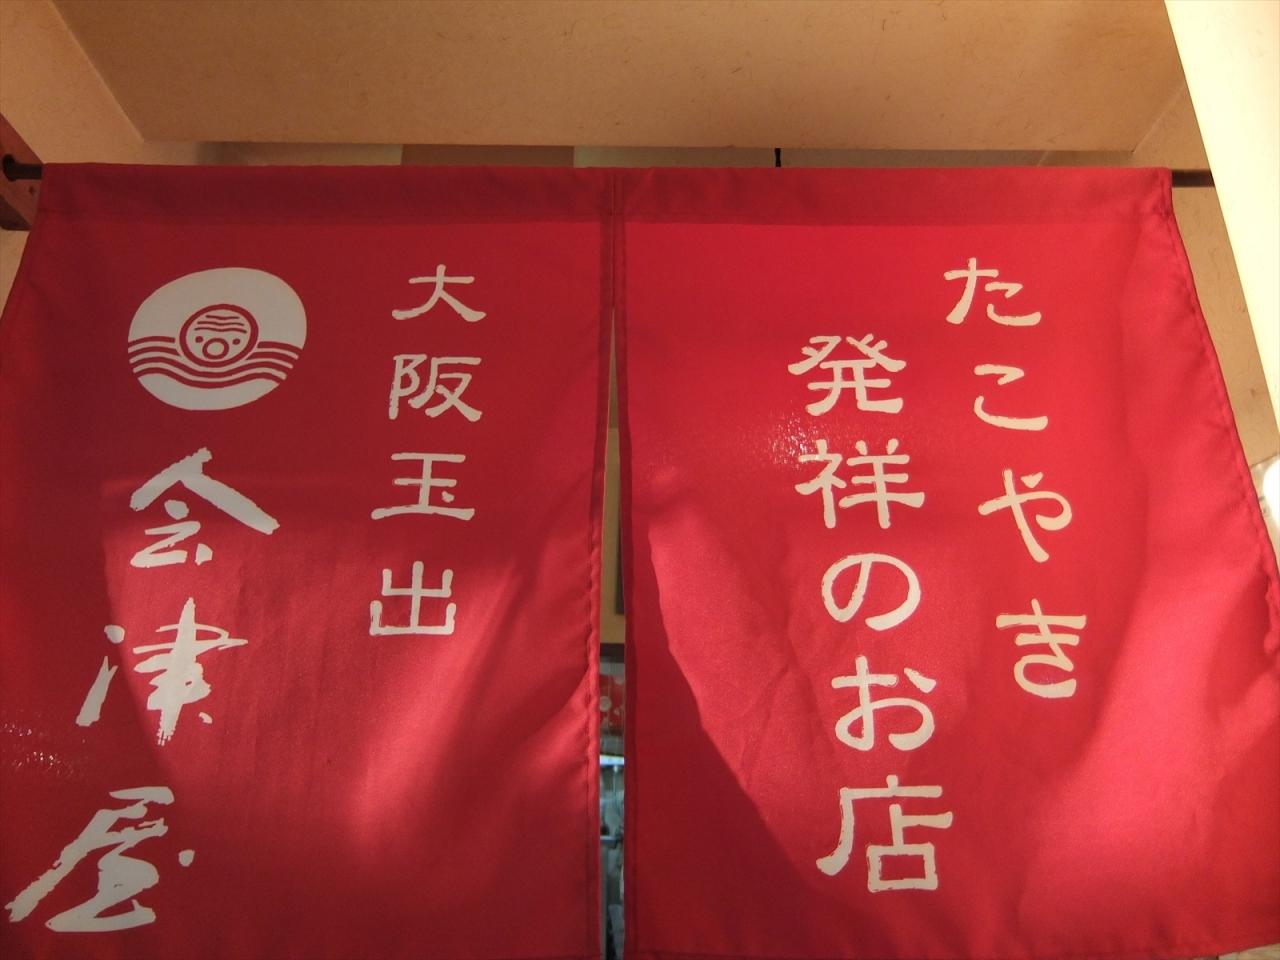 たこやき
発祥のお店
大阪玉出
会津屋